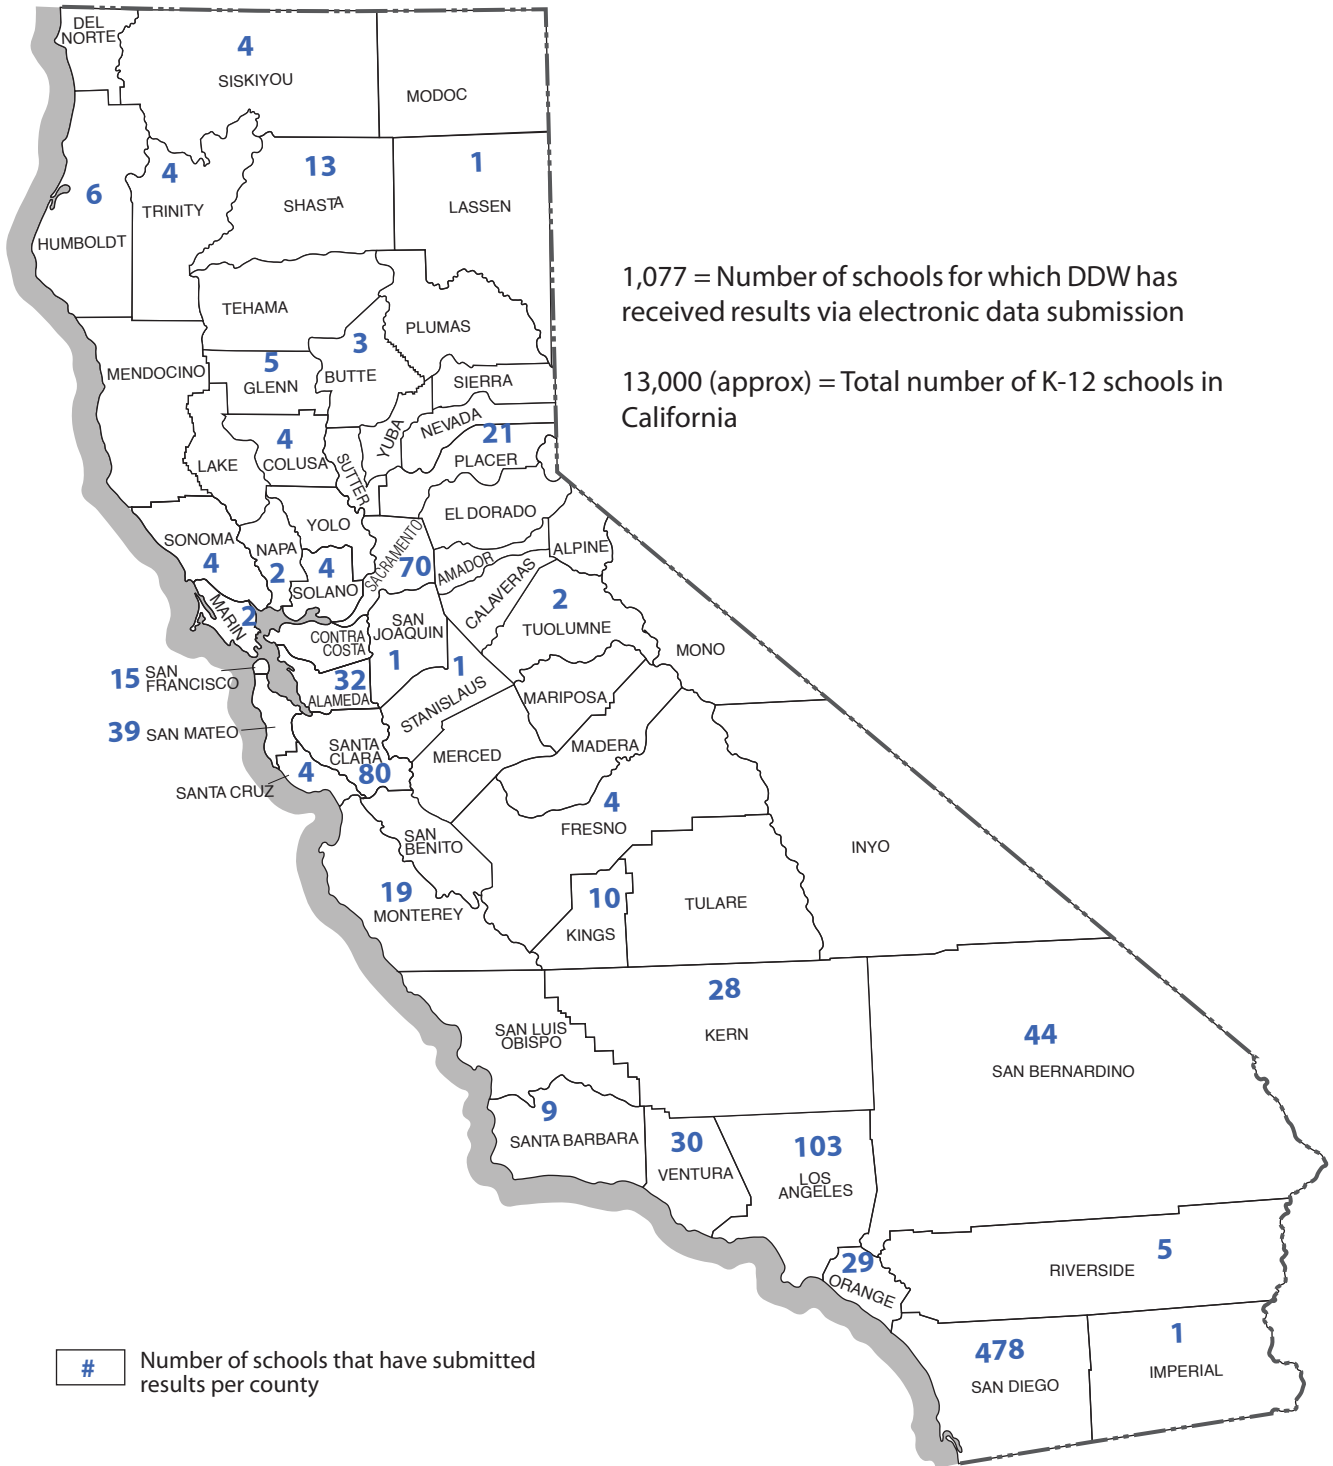 DEL
NORTE
4
SISKIYOU
MODOC
6
HUMBOLDT
4
TRINITY
13
SHASTA
1
LASSEN
1,077 = Number of schools for which DDW has
received results via electronic data submission
13,000 (approx) = Total number of K-12 schools in
California
TEHAMA
PLUMAS
MENDOCINO
5
GLENN
3
BUTTE
SIERRA
NEVADA
YUBA
21
PLACER
LAKE
4
COLUSA
SUTTER
EL DORADO
SONOMA
4
NAPA
2
YOLO
4
SOLANO
SACRAMENTO
70
AMADOR
ALPINE
CALAVERAS
MARIN
2
CONTRA
COSTA
SAN
JOAQUIN
1
2
TUOLUMNE
MONO
15
SAN
FRANCISCO
32
ALAMEDA
1
STANISLAUS
MARIPOSA
39
SAN MATEO
SANTA
CLARA
80
MERCED
MADERA
4
SANTA CRUZ
4
FRESNO
SAN
BENITO
INYO
19
MONTEREY
10
KINGS
TULARE
28
KERN
SAN LUIS
OBISPO
44
SAN BERNARDINO
9
SANTA BARBARA
30
VENTURA
103
LOS
ANGELES
29
ORANGE
5
RIVERSIDE
478
SAN DIEGO
1
IMPERIAL
#
Number of schools that have submitted
results per county